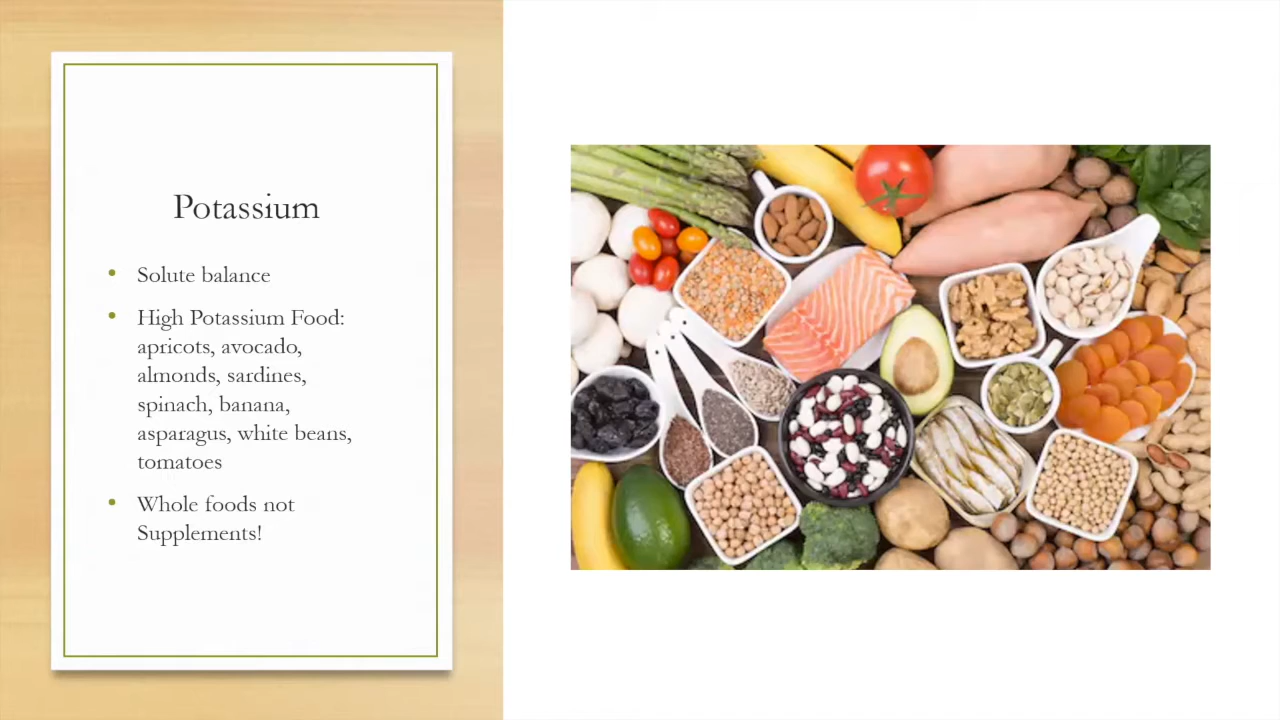 Potassium
• Solute balance
• High Potassium Food:
apricots, avocado,
almonds, sardines,
spinach, banana,
asparagus, white beans,
tomatoes
• Whole foods not
Supplements!